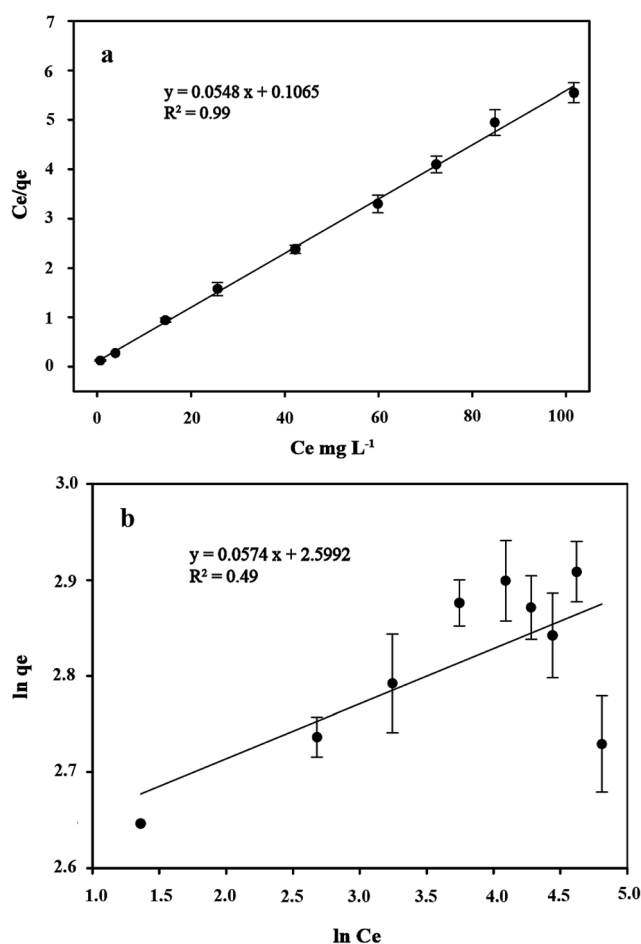 a
y = 0.0548 x + 0.1065
R² = 0.99
Ce/qe
7
6
5
4
3
2
1
0
0 20 40 60 80 100
Ce mg L⁻¹
b
y = 0.0574 x + 2.5992
R² = 0.49
ln qe
3.0
2.9
2.8
2.7
2.6
1.0 1.5 2.0 2.5 3.0 3.5 4.0 4.5 5.0
ln Ce